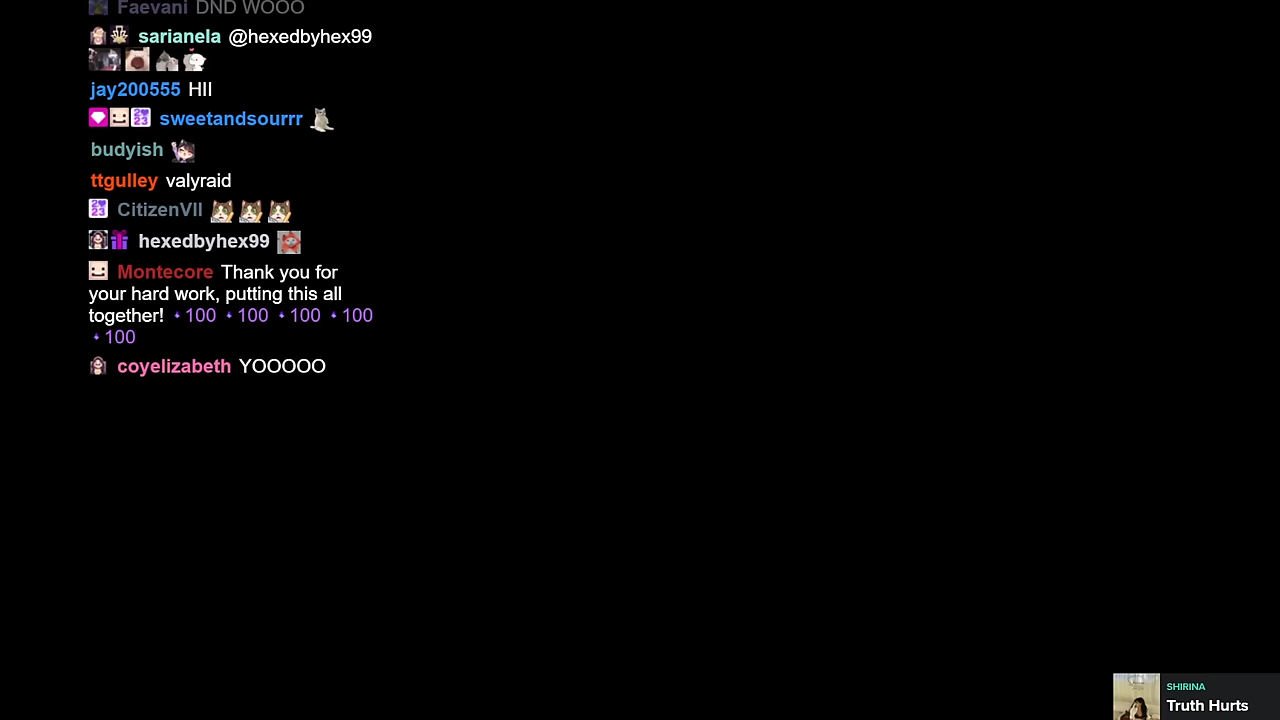 Faevani DND WOOO
sarianela @hexedbyhex99
jay200555 HII
sweetandsourrr
budyish
ttgulley valyraid
CitizenVII
hexedbyhex99
Montecore Thank you for
your hard work, putting this all
together! 100 100 100 100
100
coyelizabeth YOOOOO
SHIRINA
Truth Hurts